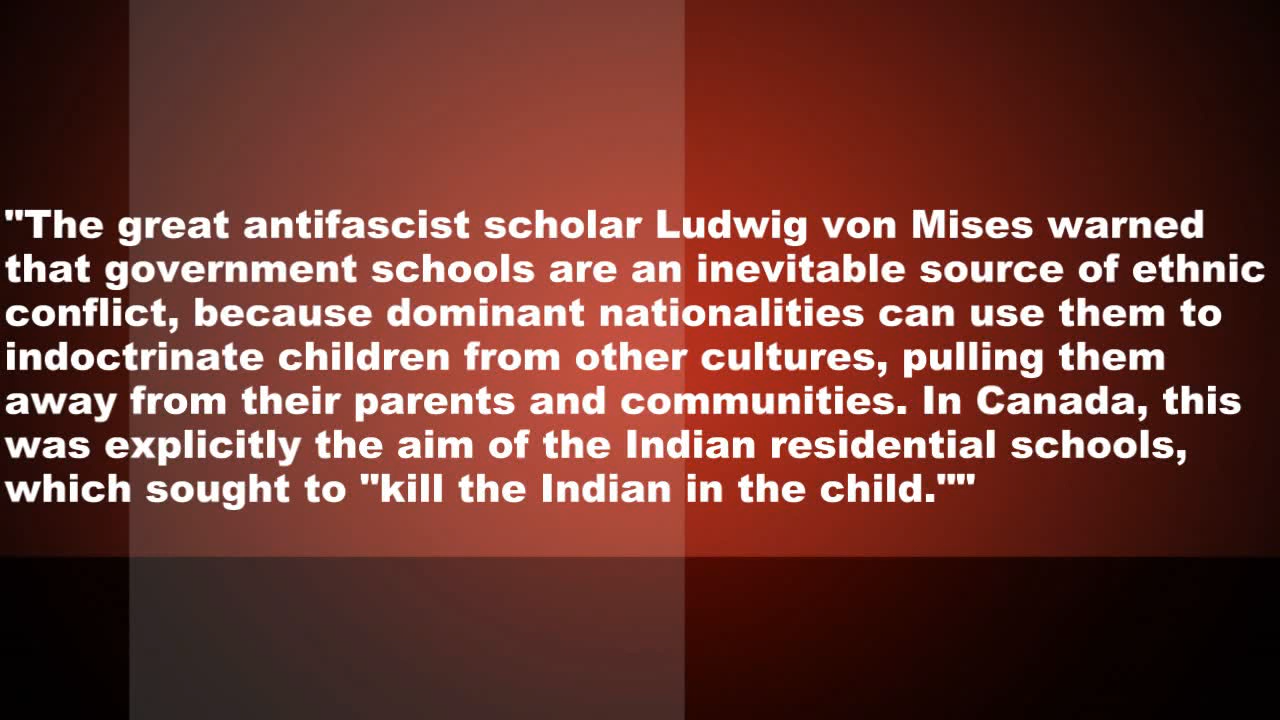 "The great antifascist scholar Ludwig von Mises warned
that government schools are an inevitable source of ethnic
conflict, because dominant nationalities can use them to
indoctrinate children from other cultures, pulling them
away from their parents and communities. In Canada, this
was explicitly the aim of the Indian residential schools,
which sought to "kill the Indian in the child.""